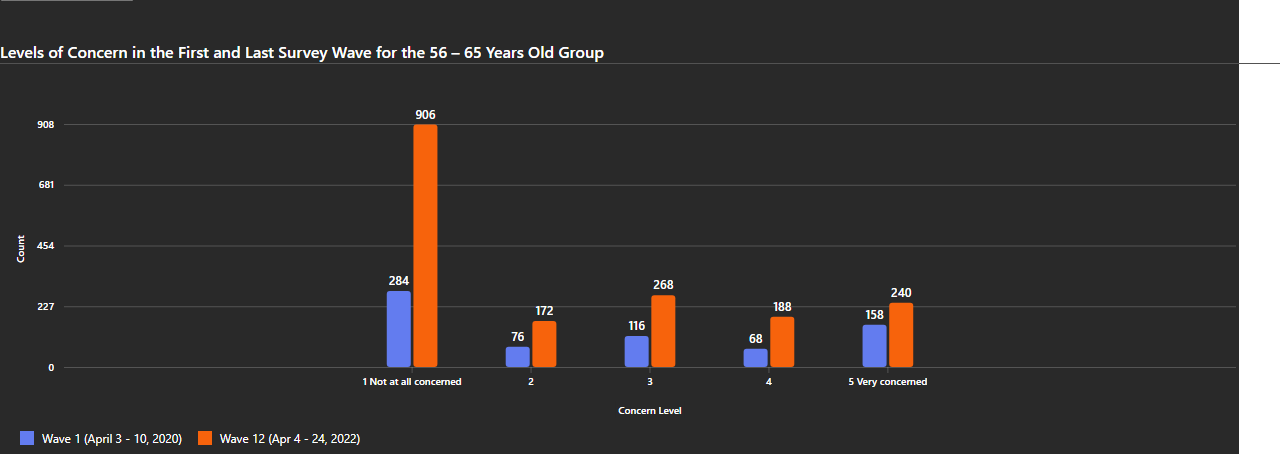 Levels of Concern in the First and Last Survey Wave for the 56 – 65 Years Old Group
906
908
681
Count
454
284
268
240
227
172
188
158
116
76
68
0
1 Not at all concerned
2
3
4
5 Very concerned
Concern Level
Wave 1 (April 3 - 10, 2020)
Wave 12 (Apr 4 - 24, 2022)